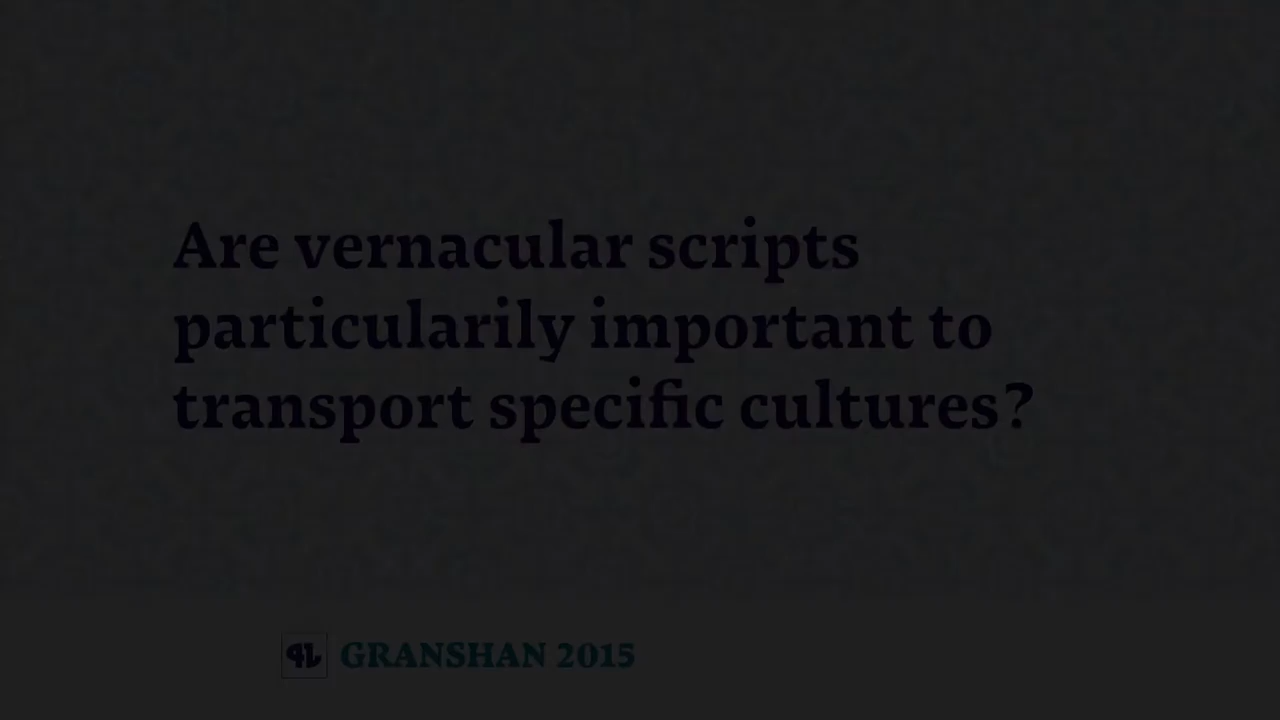 Are vernacular scripts
particularily important to
transport specific cultures?
GRANSHAN 2015